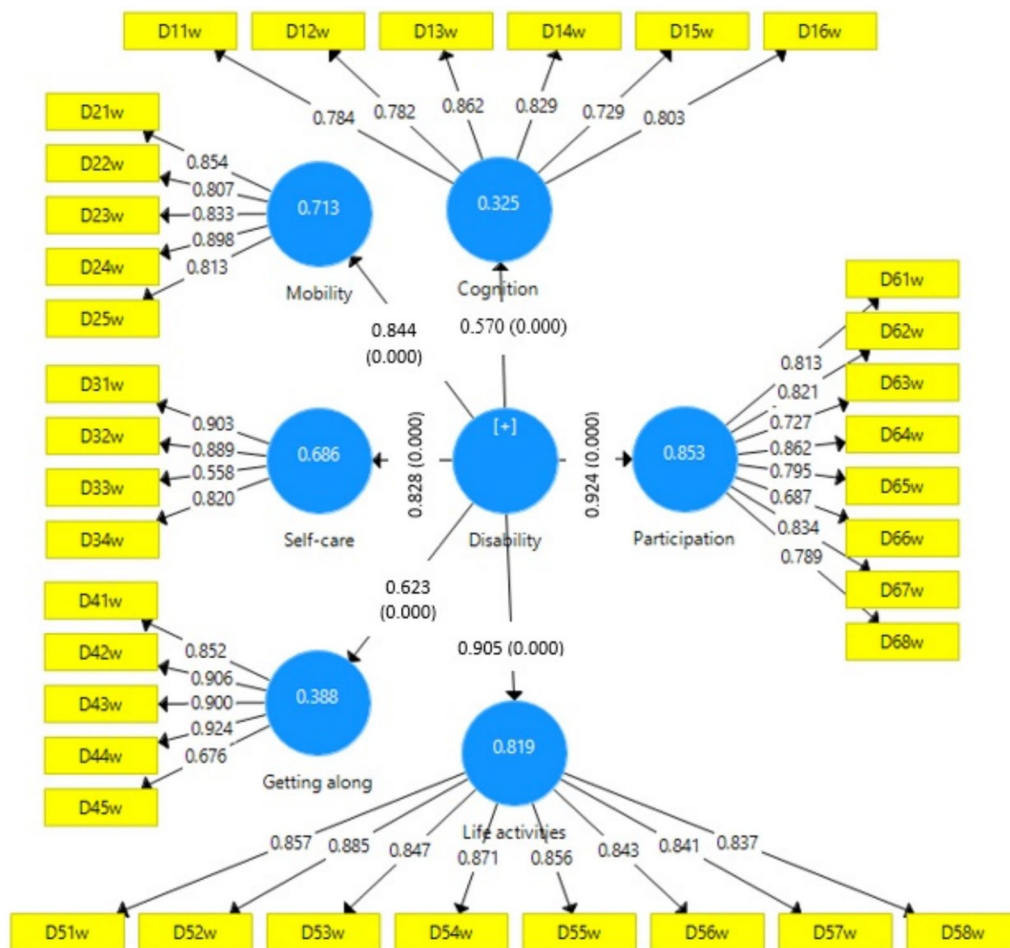 D11w D12w D13w D14w D15w D16w
0.784 0.782 0.862 0.829 0.729 0.803
D21w
D22w
D23w
D24w
D25w
0.854
0.807
0.833
0.898
0.813
0.713
Mobility
0.325
Cognition
0.844
(0.000)
0.570 (0.000)
D31w
D32w
D33w
D34w
0.903
0.889
0.558
0.820
0.686
Self-care
0.828 (0.000)
[+]
Disability
0.924 (0.000)
0.853
Participation
0.813
0.821
0.727
0.862
0.795
0.687
0.834
0.789
D61w
D62w
D63w
D64w
D65w
D66w
D67w
D68w
0.623
(0.000)
0.905 (0.000)
D41w
D42w
D43w
D44w
D45w
0.852
0.906
0.900
0.924
0.676
0.388
Getting along
0.819
Life activities
0.857 0.885 0.847 0.871 0.856 0.843 0.841 0.837
D51w D52w D53w D54w D55w D56w D57w D58w